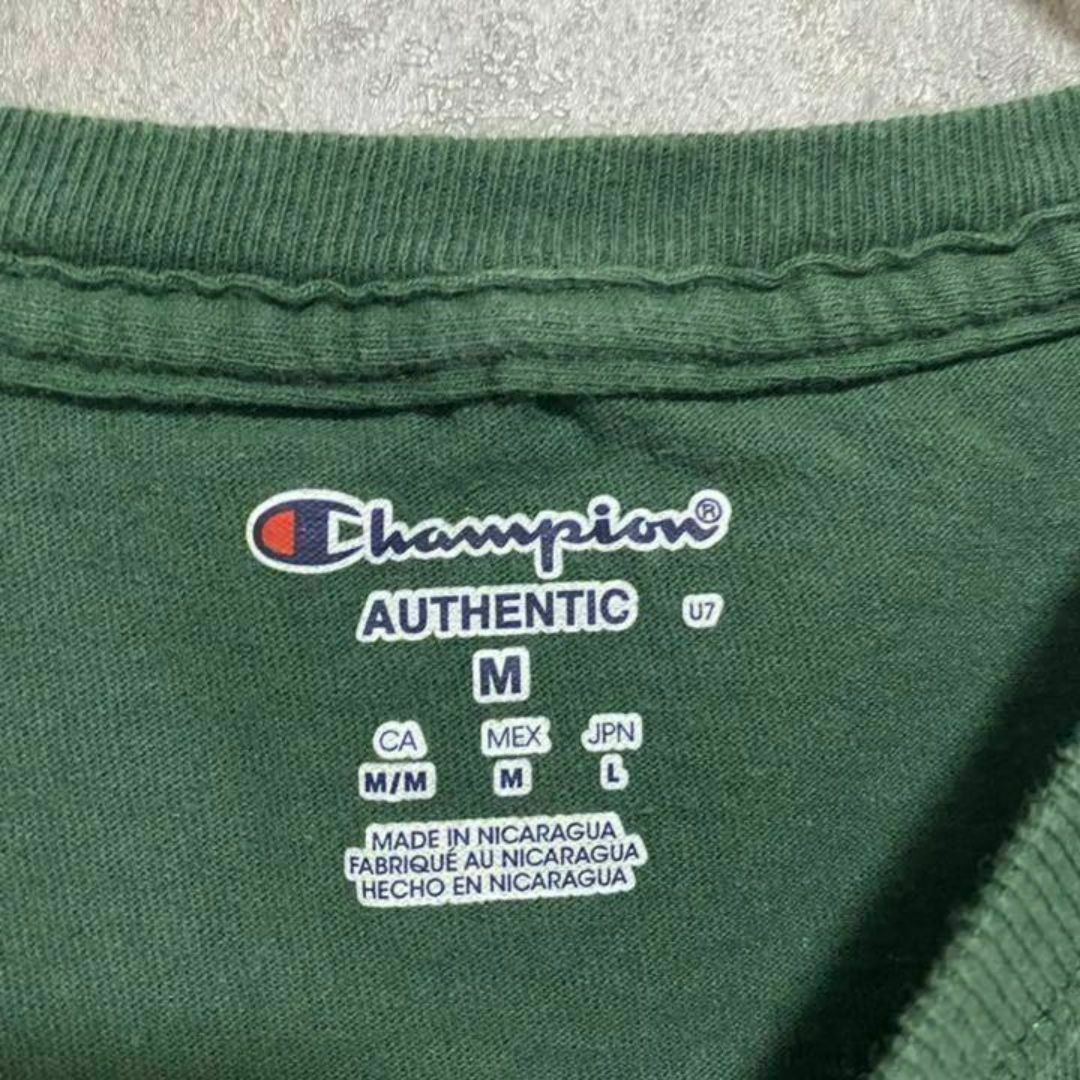 Champion®
AUTHENTIC U7
M
CA MEX JPN
M/M M L
MADE IN NICARAGUA
FABRIQUÉ AU NICARAGUA
HECHO EN NICARAGUA